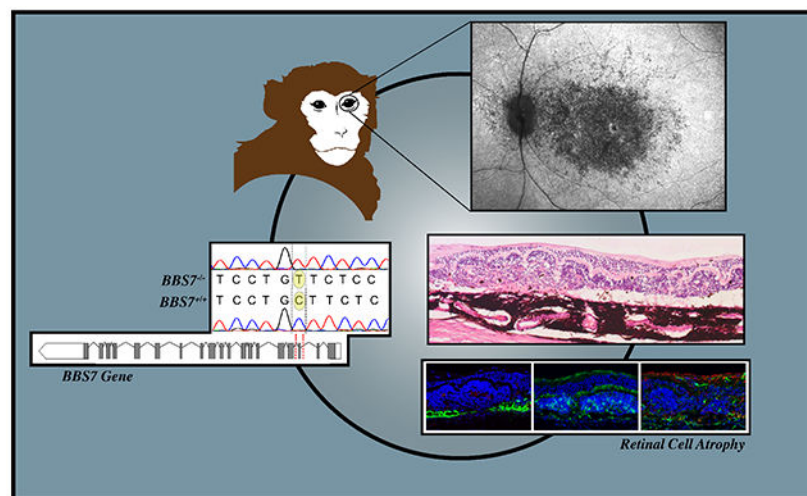 BBS7-/- T C C T G T T C T C C
BBS7+/+ T C C T G C T T C T C
BBS7 Gene
Retinal Cell Atrophy